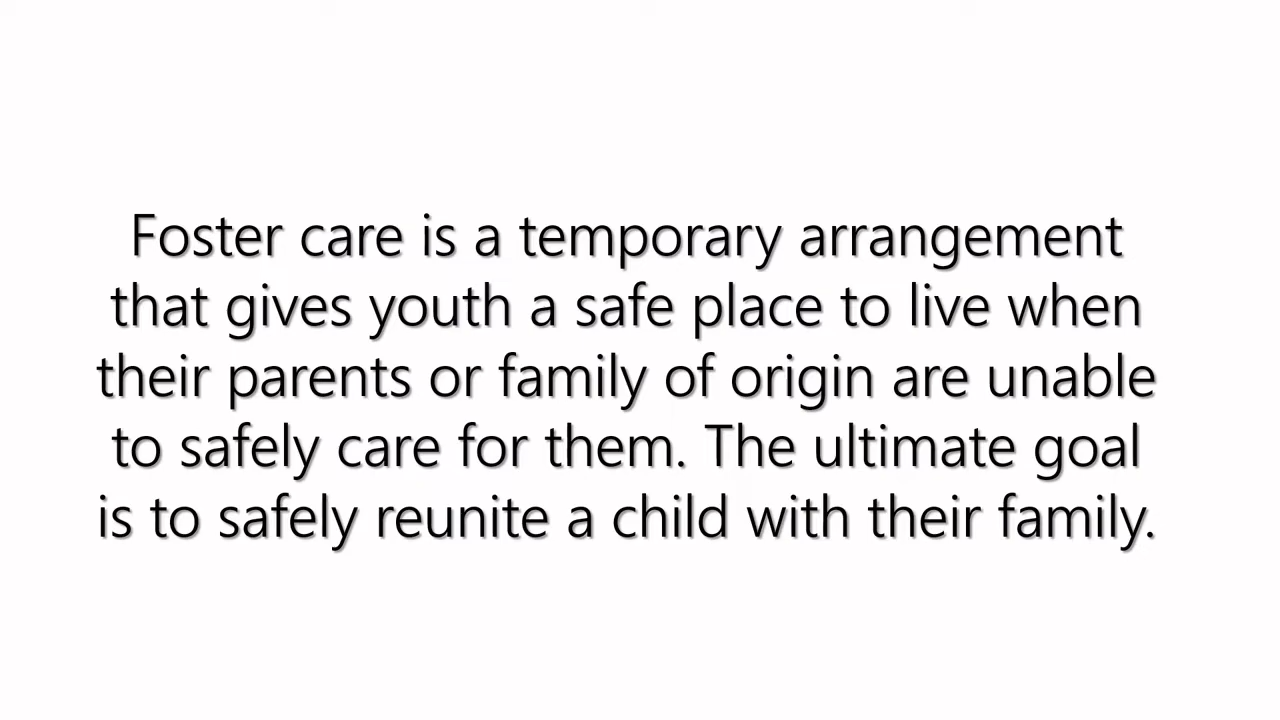 Foster care is a temporary arrangement
that gives youth a safe place to live when
their parents or family of origin are unable
to safely care for them. The ultimate goal
is to safely reunite a child with their family.